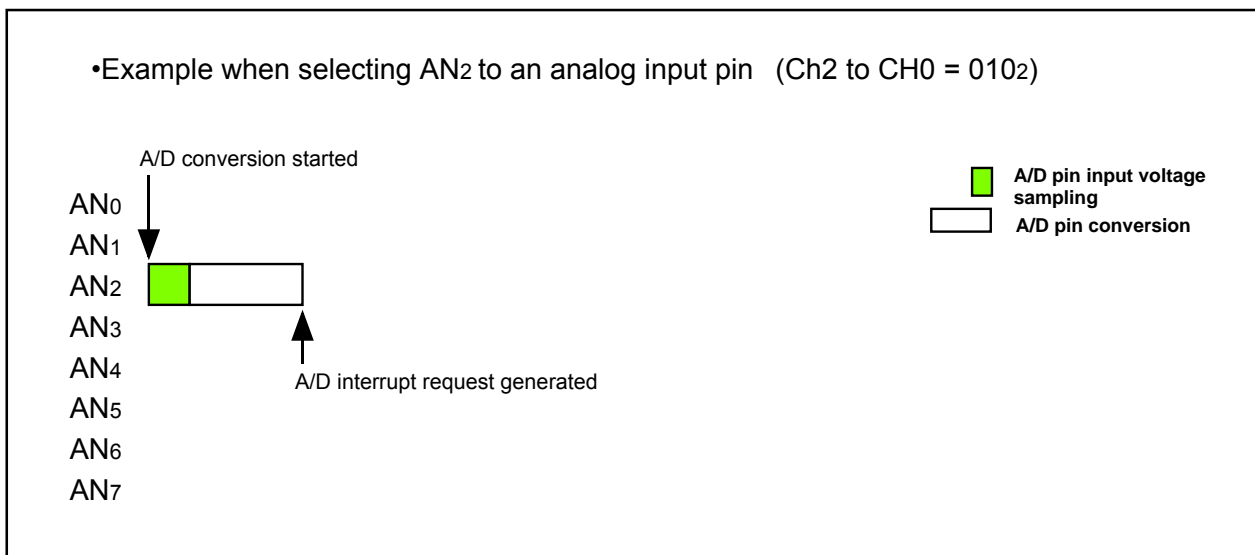 •Example when selecting AN2 to an analog input pin (Ch2 to CH0 = 0102)
A/D conversion started
A/D pin input voltage
sampling
A/D pin conversion
AN0
AN1
AN2
AN3
AN4
A/D interrupt request generated
AN5
AN6
AN7